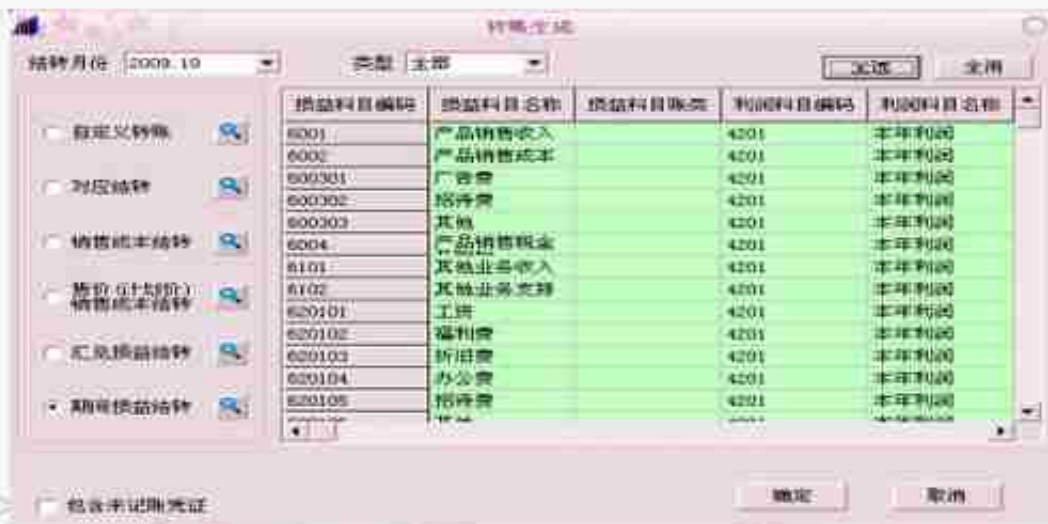 转账生成
结转月份 2009.10 类型 全部 全选 全消
损益科目编码 损益科目名称 损益科目账类 利润科目编码 利润科目名称
自定义转账
对应结转
销售成本结转
售价(计划价)
销售成本结转
汇兑损益结转
期间损益结转
6001 产品销售收入 4201 本年利润
6002 产品销售成本 4201 本年利润
600301 广告费 4201 本年利润
600302 招待费 4201 本年利润
600303 其他 4201 本年利润
6004 产品销售税金 4201 本年利润
6101 其他业务收入 4201 本年利润
6102 其他业务支出 4201 本年利润
620101 工资 4201 本年利润
620102 福利费 4201 本年利润
620103 折旧费 4201 本年利润
620104 办公费 4201 本年利润
620105 招待费 4201 本年利润
包含未记账凭证
确定 取消